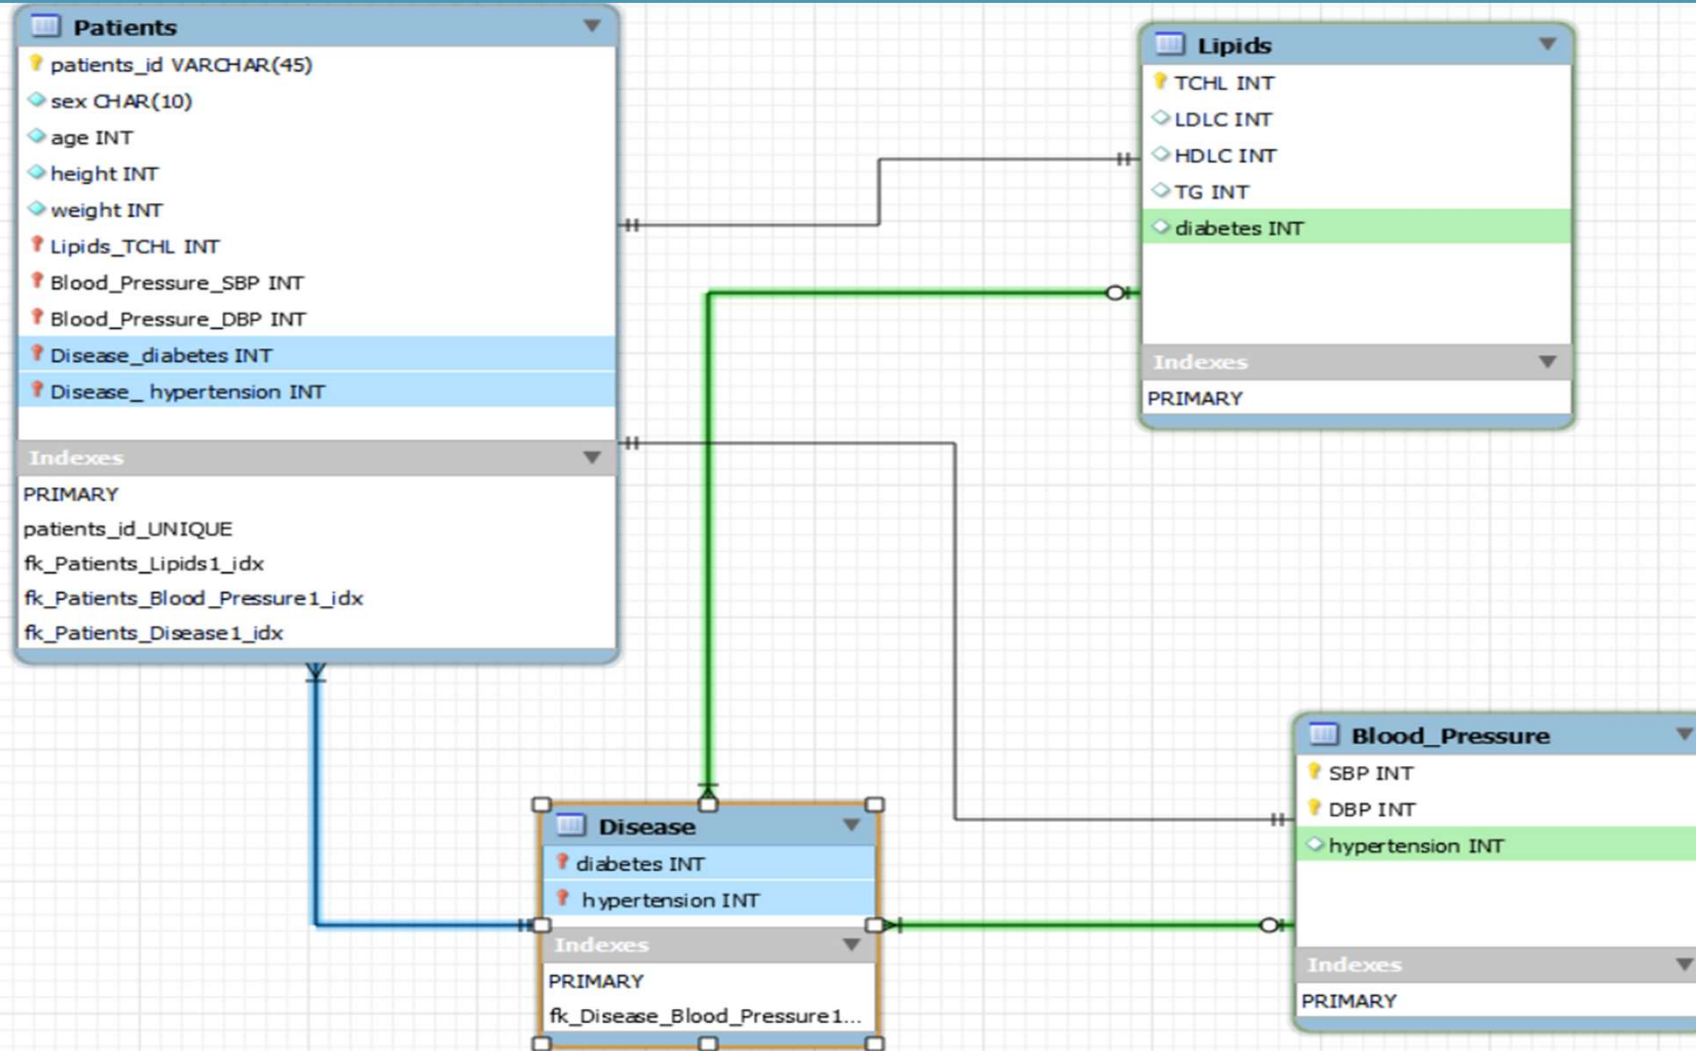 Patients
patients_id VARCHAR(45)
sex CHAR(10)
age INT
height INT
weight INT
Lipids_TCHL INT
Blood_Pressure_SBP INT
Blood_Pressure_DBP INT
Disease_diabetes INT
Disease_ hypertension INT
Indexes
PRIMARY
patients_id_UNIQUE
fk_Patients_Lipids1_idx
fk_Patients_Blood_Pressure1_idx
fk_Patients_Disease1_idx
Lipids
TCHL INT
LDLC INT
HDLC INT
TG INT
diabetes INT
Indexes
PRIMARY
Disease
diabetes INT
hypertension INT
Indexes
PRIMARY
fk_Disease_Blood_Pressure1...
Blood_Pressure
SBP INT
DBP INT
hypertension INT
Indexes
PRIMARY